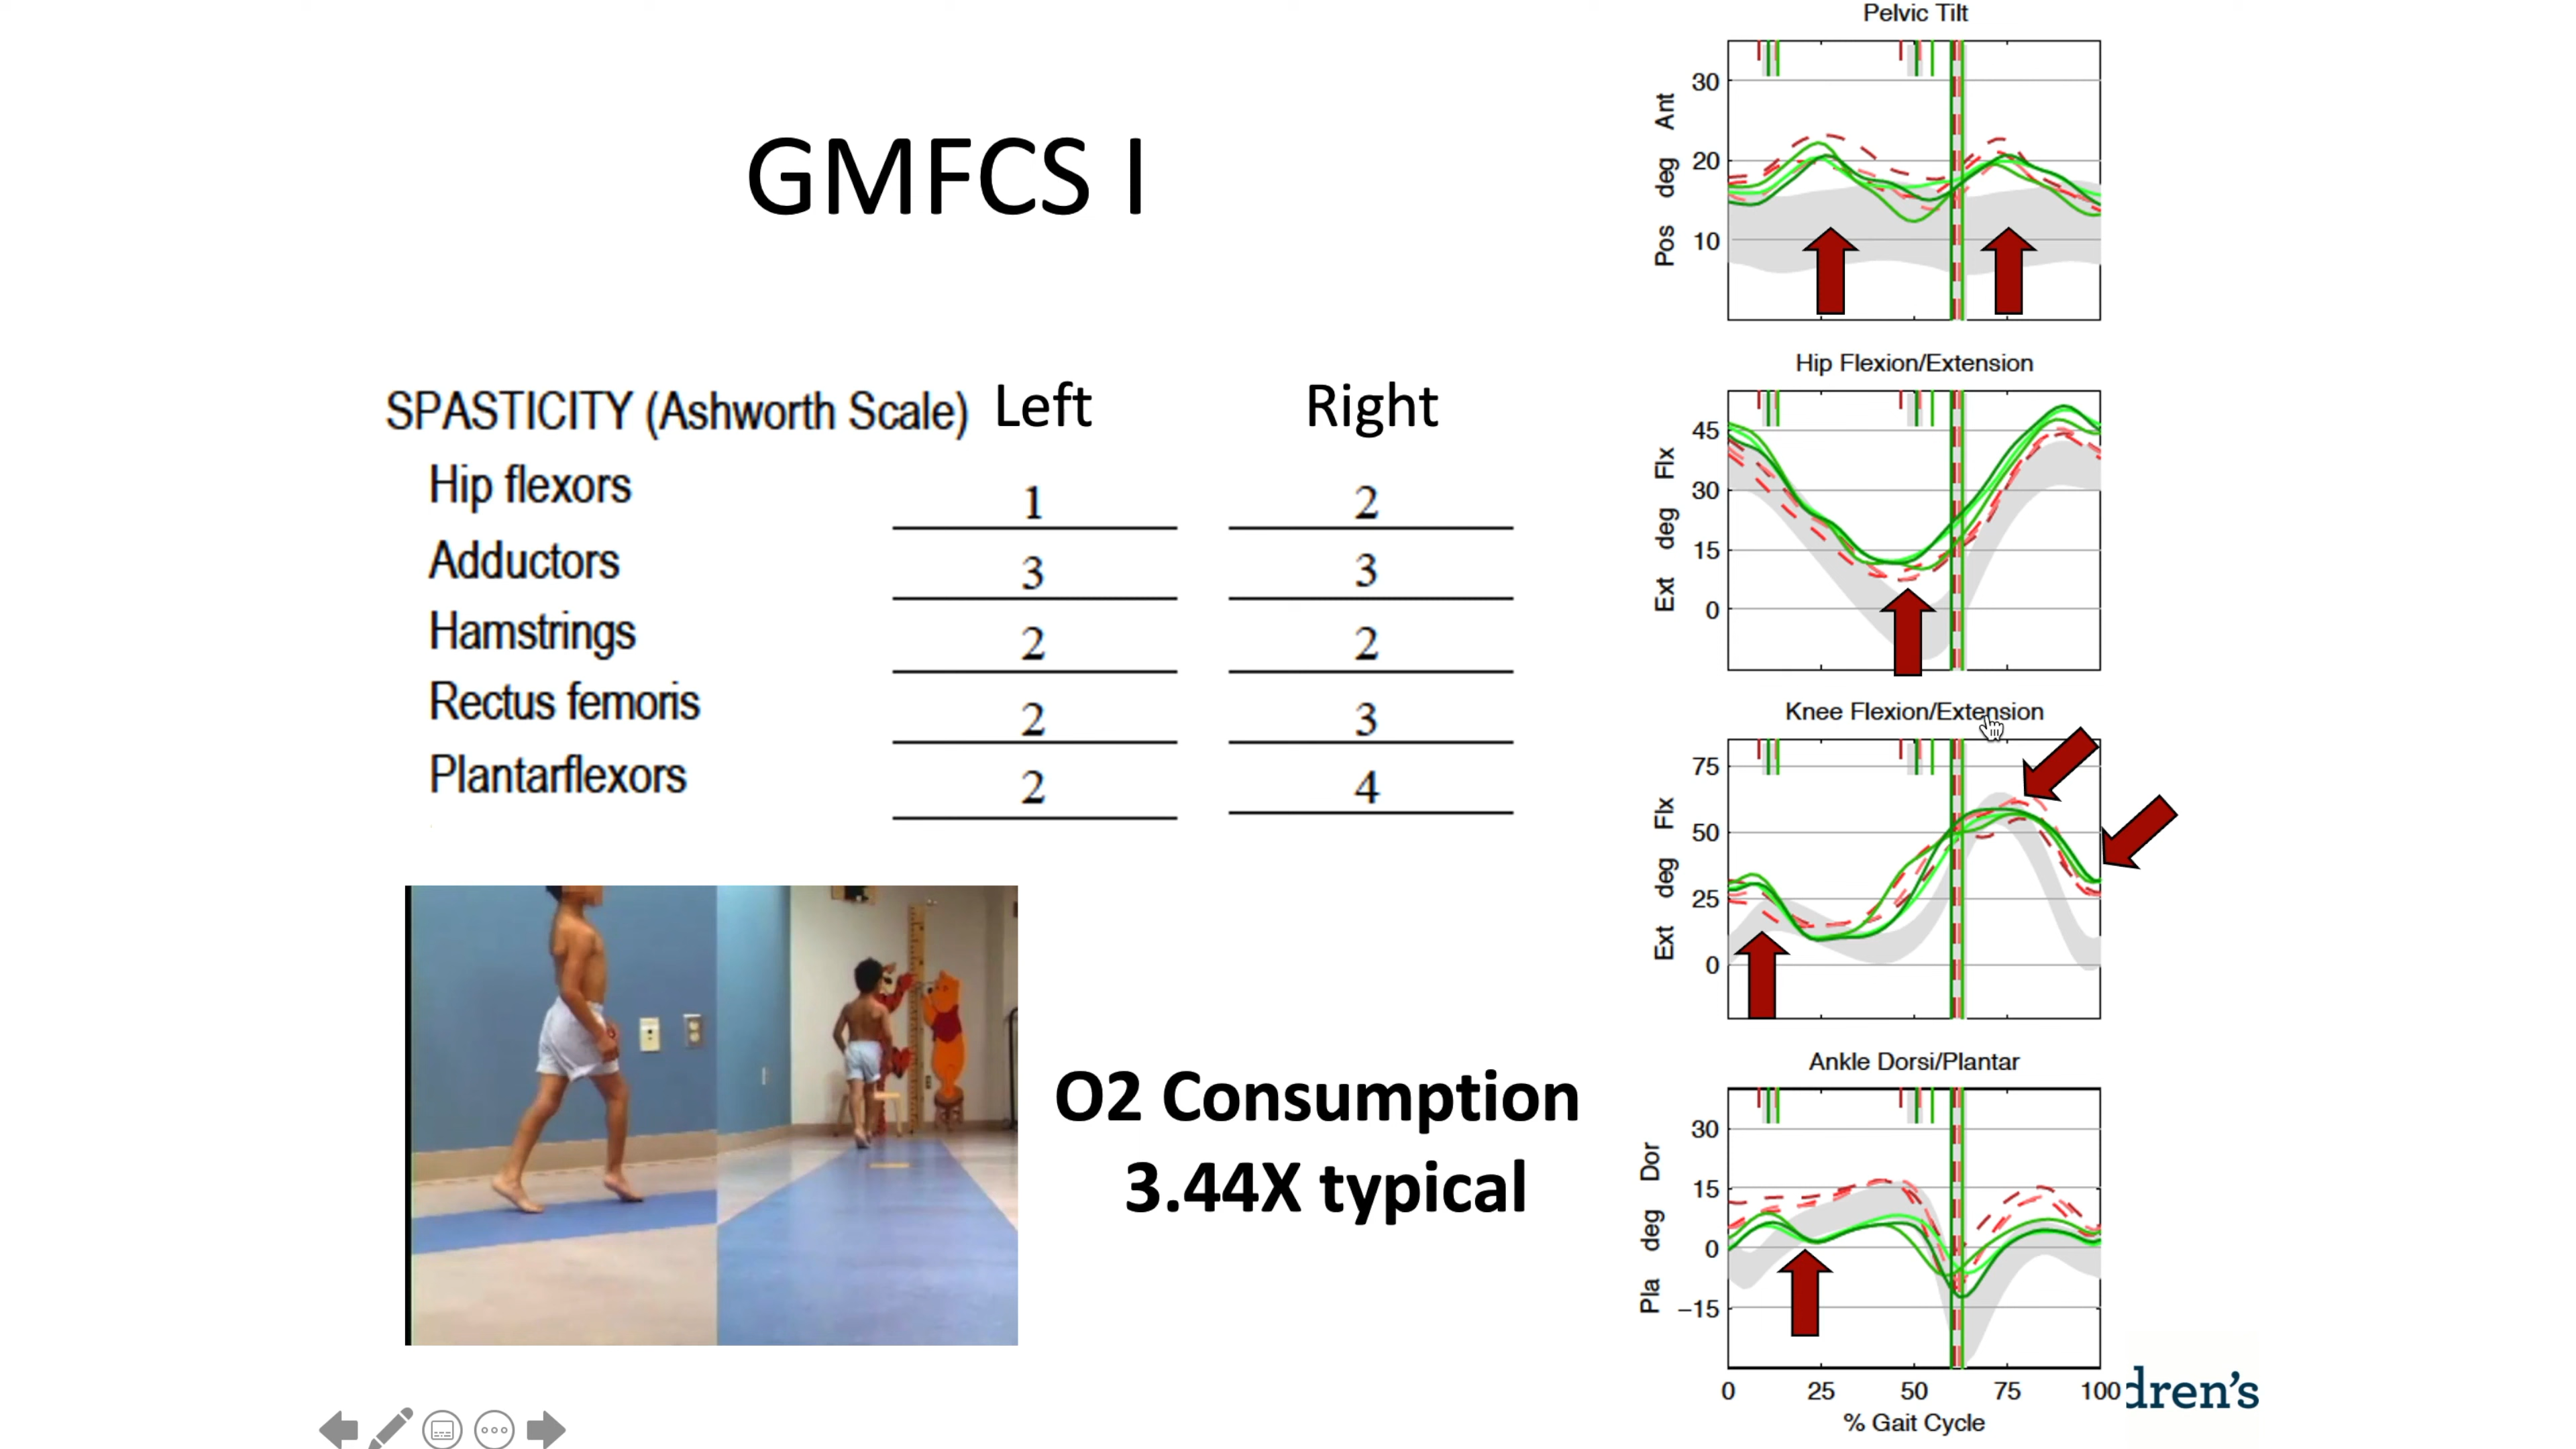 GMFCS I
SPASTICITY (Ashworth Scale) Left Right
Hip flexors 1 2
Adductors 3 3
Hamstrings 2 2
Rectus femoris 2 3
Plantarflexors 2 4
O2 Consumption
3.44X typical
Pelvic Tilt
Pos deg Ant
30
20
10
Hip Flexion/Extension
Ext deg Flx
45
30
15
0
Knee Flexion/Extension
Ext deg Flx
75
50
25
0
Ankle Dorsi/Plantar
Pla deg Dor
30
15
0
−15
0 25 50 75 100
% Gait Cycle
dren's